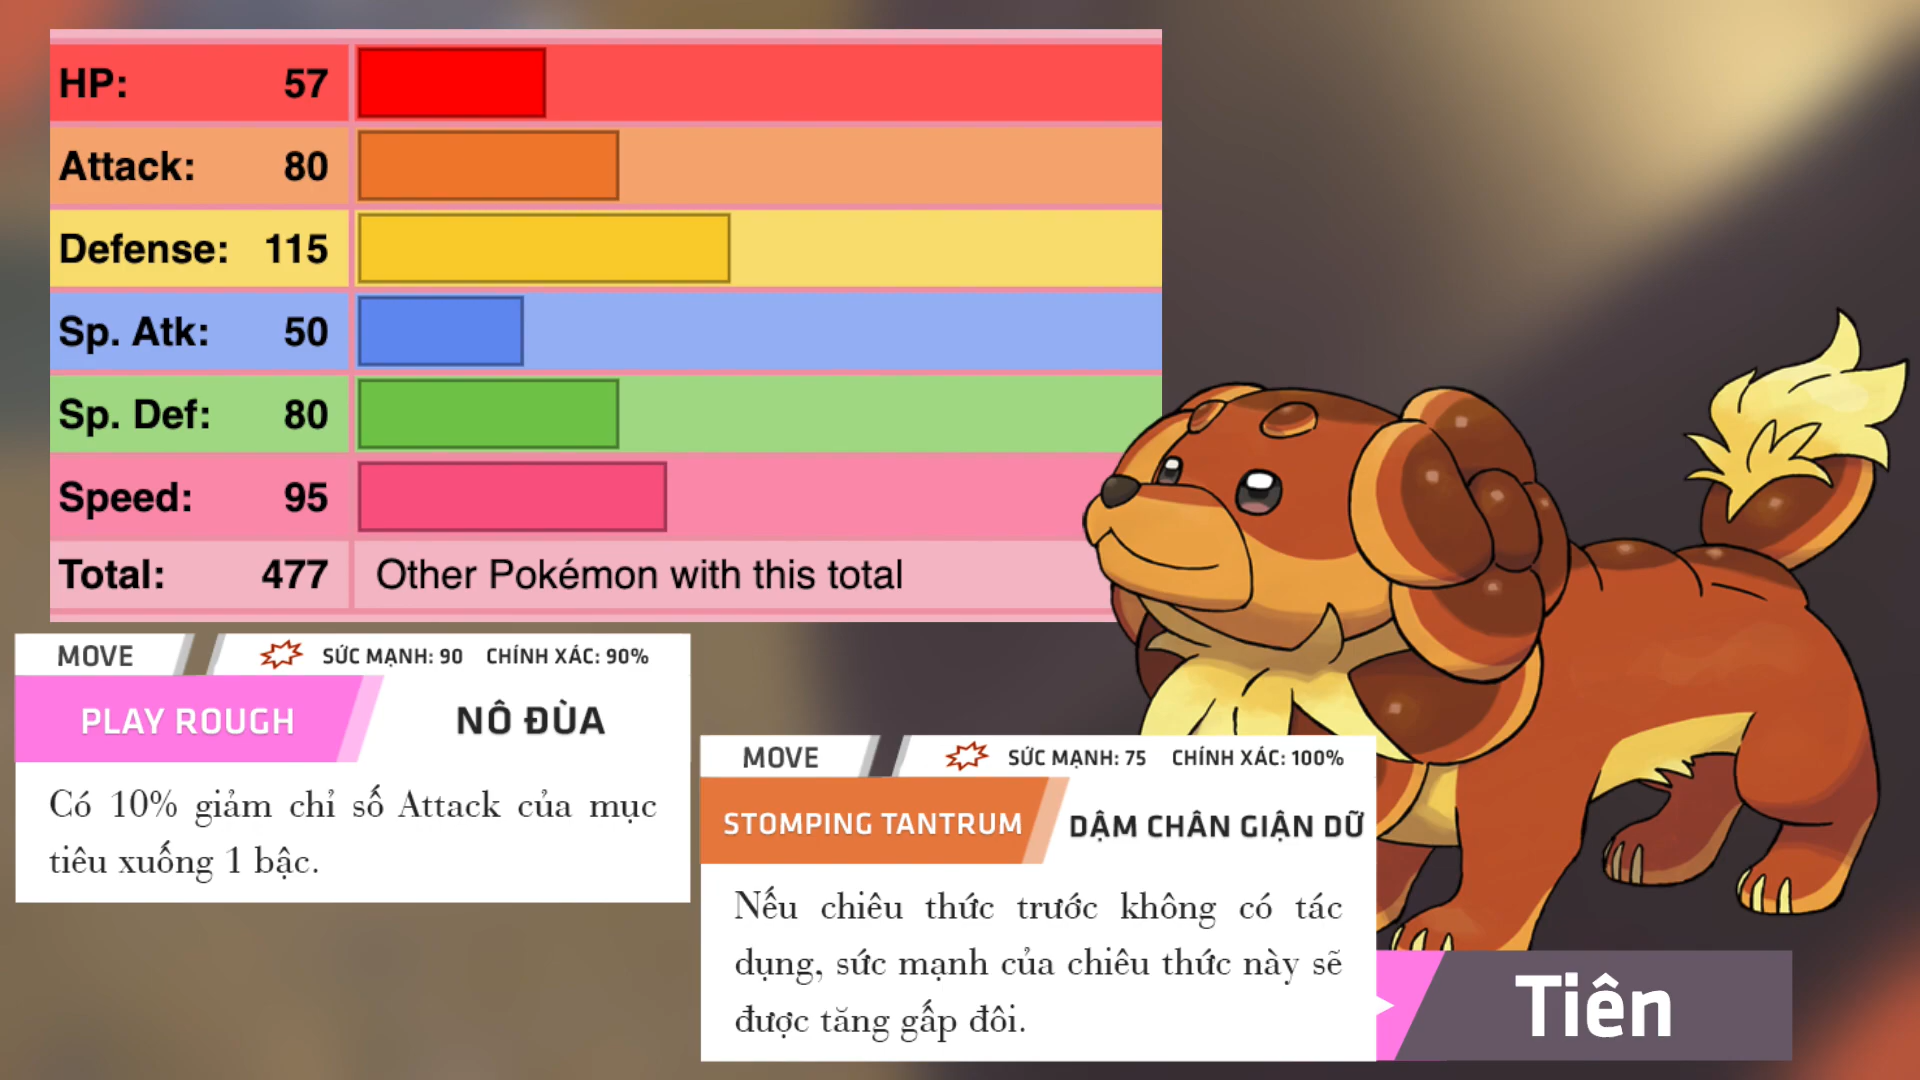 HP: 57
Attack: 80
Defense: 115
Sp. Atk: 50
Sp. Def: 80
Speed: 95
Total: 477 Other Pokémon with this total
MOVE SỨC MẠNH: 90 CHÍNH XÁC: 90%
PLAY ROUGH NÔ ĐÙA
Có 10% giảm chỉ số Attack của mục
tiêu xuống 1 bậc.
MOVE SỨC MẠNH: 75 CHÍNH XÁC: 100%
STOMPING TANTRUM DẬM CHÂN GIẬN DỮ
Nếu chiêu thức trước không có tác
dụng, sức mạnh của chiêu thức này sẽ
được tăng gấp đôi.
Tiên